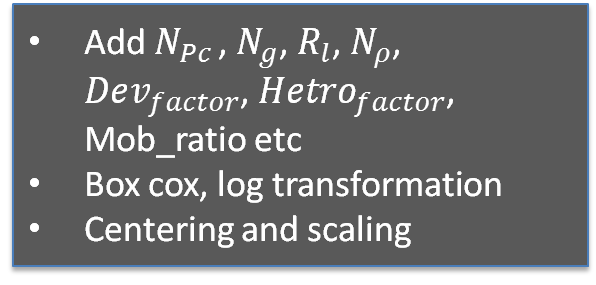 • Add N_Pc , N_g, R_l, N_ρ,
Dev_factor, Hetro_factor,
Mob_ratio etc
• Box cox, log transformation
• Centering and scaling